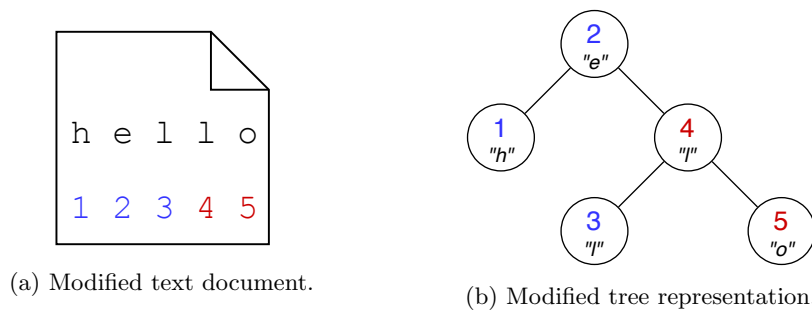 h e l l o
1 2 3 4 5
(a) Modified text document.
2
"e"
1
"h"
4
"l"
3
"l"
5
"o"
(b) Modified tree representation